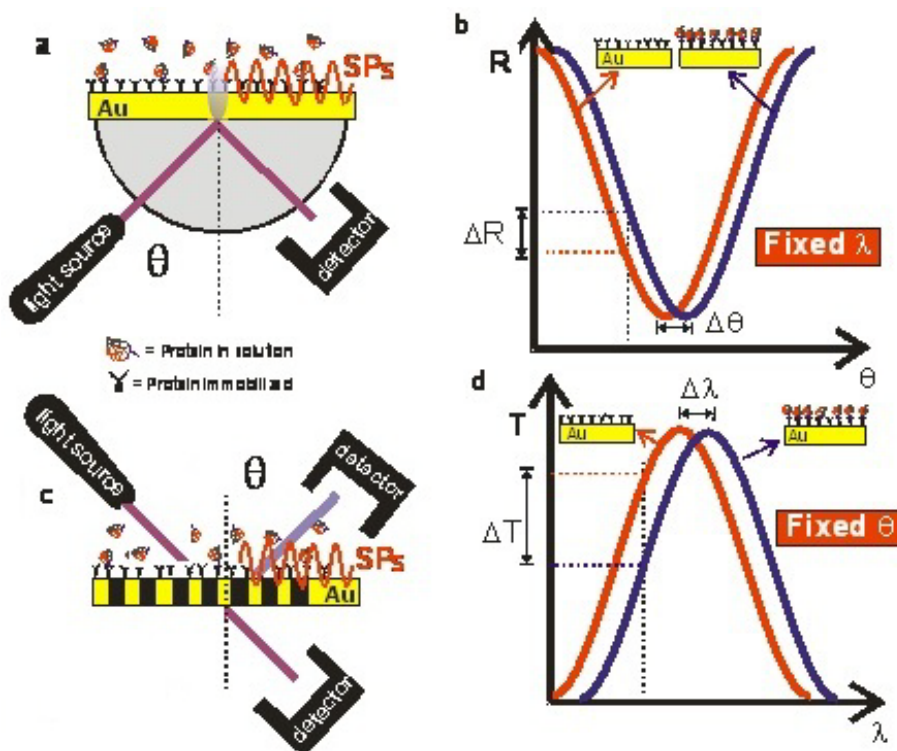 a
SPs
Au
light source
θ
detector
= Protein in solution
= Protein immobilized
light source
θ
detector
c
SPs
Au
detector
b
R
Au
ΔR
Fixed λ
Δθ
θ
d
Δλ
T
Au
Au
ΔT
Fixed θ
λ